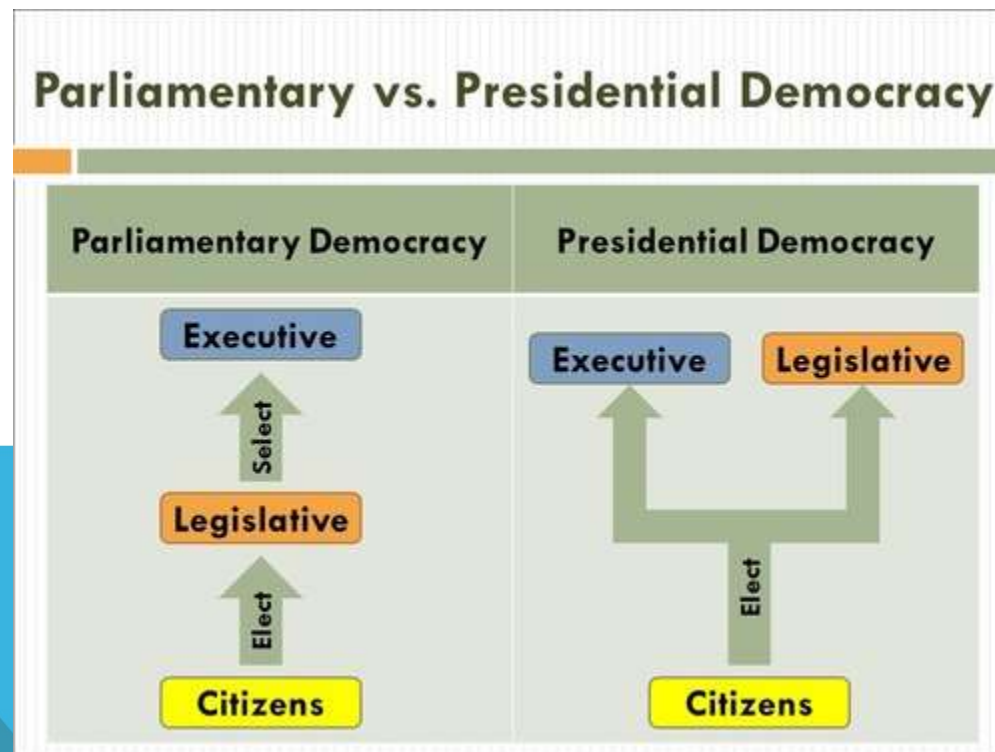 Parliamentary vs. Presidential Democracy
Parliamentary Democracy
Presidential Democracy
Executive
Select
Legislative
Elect
Citizens
Executive
Legislative
Elect
Citizens